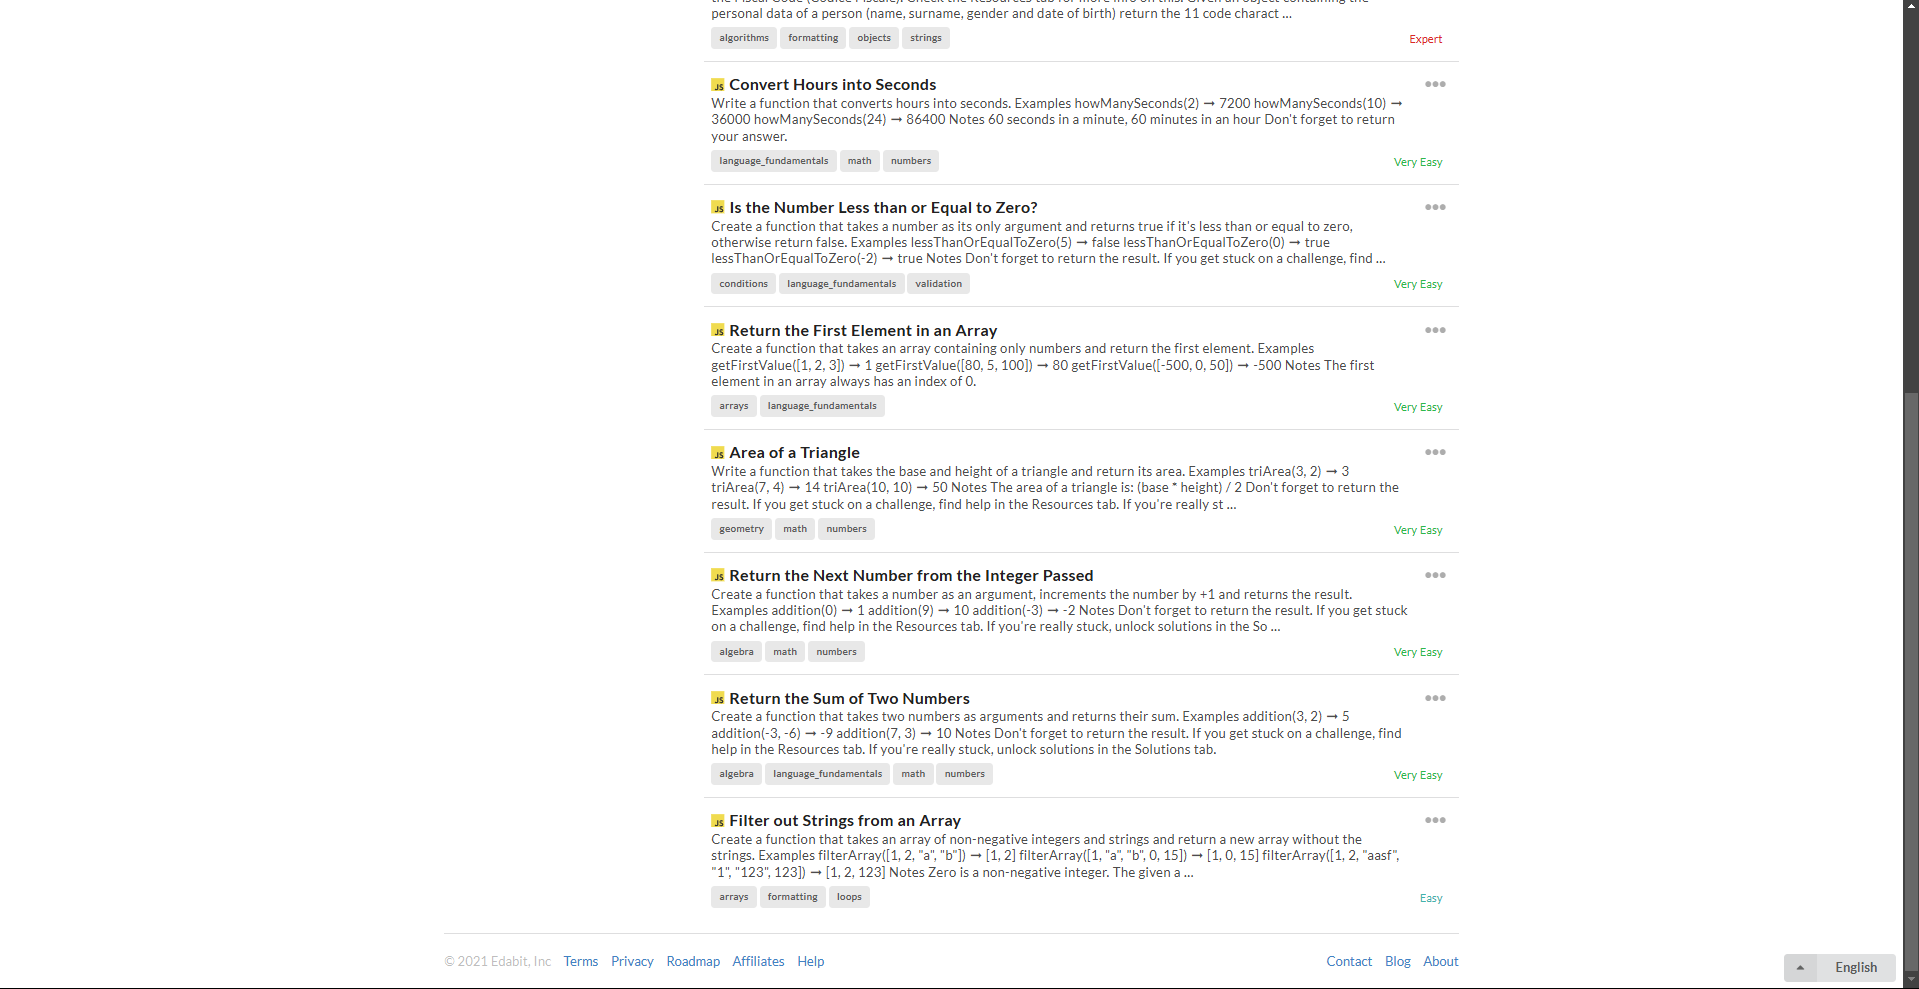 the Fiscal Code (Codice Fiscale). Check the Resources tab for more info on this. Given an object containing the
personal data of a person (name, surname, gender and date of birth) return the 11 code charact ...
algorithms formatting objects strings
Expert
JS Convert Hours into Seconds
Write a function that converts hours into seconds. Examples howManySeconds(2) ➞ 7200 howManySeconds(10) ➞
36000 howManySeconds(24) ➞ 86400 Notes 60 seconds in a minute, 60 minutes in an hour Don't forget to return
your answer.
language_fundamentals math numbers
Very Easy
JS Is the Number Less than or Equal to Zero?
Create a function that takes a number as its only argument and returns true if it's less than or equal to zero,
otherwise return false. Examples lessThanOrEqualToZero(5) ➞ false lessThanOrEqualToZero(0) ➞ true
lessThanOrEqualToZero(-2) ➞ true Notes Don't forget to return the result. If you get stuck on a challenge, find ...
conditions language_fundamentals validation
Very Easy
JS Return the First Element in an Array
Create a function that takes an array containing only numbers and return the first element. Examples
getFirstValue([1, 2, 3]) ➞ 1 getFirstValue([80, 5, 100]) ➞ 80 getFirstValue([-500, 0, 50]) ➞ -500 Notes The first
element in an array always has an index of 0.
arrays language_fundamentals
Very Easy
JS Area of a Triangle
Write a function that takes the base and height of a triangle and return its area. Examples triArea(3, 2) ➞ 3
triArea(7, 4) ➞ 14 triArea(10, 10) ➞ 50 Notes The area of a triangle is: (base * height) / 2 Don't forget to return the
result. If you get stuck on a challenge, find help in the Resources tab. If you're really st ...
geometry math numbers
Very Easy
JS Return the Next Number from the Integer Passed
Create a function that takes a number as an argument, increments the number by +1 and returns the result.
Examples addition(0) ➞ 1 addition(9) ➞ 10 addition(-3) ➞ -2 Notes Don't forget to return the result. If you get stuck
on a challenge, find help in the Resources tab. If you're really stuck, unlock solutions in the So ...
algebra math numbers
Very Easy
JS Return the Sum of Two Numbers
Create a function that takes two numbers as arguments and returns their sum. Examples addition(3, 2) ➞ 5
addition(-3, -6) ➞ -9 addition(7, 3) ➞ 10 Notes Don't forget to return the result. If you get stuck on a challenge, find
help in the Resources tab. If you're really stuck, unlock solutions in the Solutions tab.
algebra language_fundamentals math numbers
Very Easy
JS Filter out Strings from an Array
Create a function that takes an array of non-negative integers and strings and return a new array without the
strings. Examples filterArray([1, 2, "a", "b"]) ➞ [1, 2] filterArray([1, "a", "b", 0, 15]) ➞ [1, 0, 15] filterArray([1, 2, "aasf",
"1", "123", 123]) ➞ [1, 2, 123] Notes Zero is a non-negative integer. The given a ...
arrays formatting loops
Easy
© 2021 Edabit, Inc Terms Privacy Roadmap Affiliates Help
Contact Blog About
English